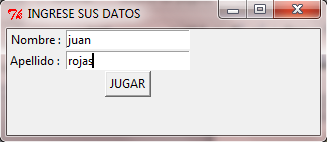 INGRESE SUS DATOS
Nombre : juan
Apellido : rojas
JUGAR